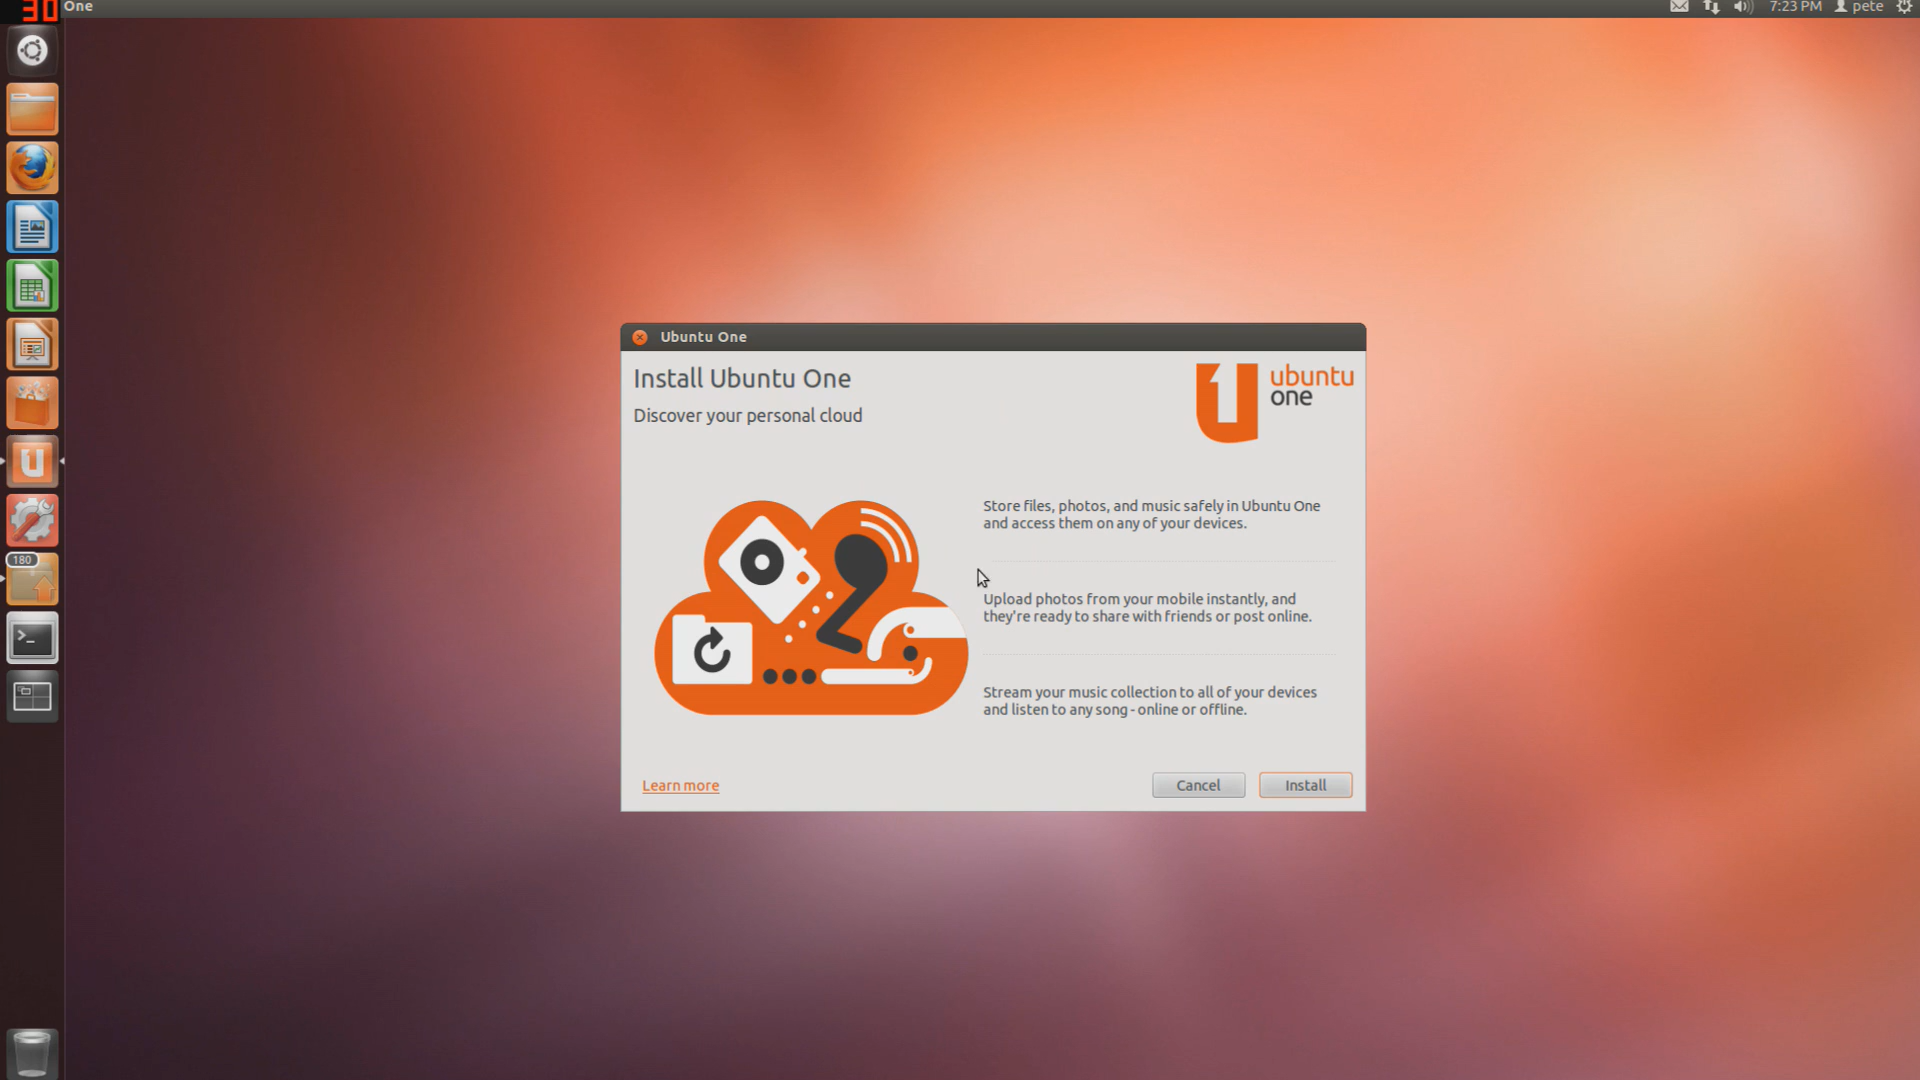 30
One
7:23 PM
pete
Ubuntu One
Install Ubuntu One
Discover your personal cloud
ubuntu
one
Store files, photos, and music safely in Ubuntu One
and access them on any of your devices.
Upload photos from your mobile instantly, and
they're ready to share with friends or post online.
Stream your music collection to all of your devices
and listen to any song - online or offline.
180
>_
Learn more
Cancel
Install